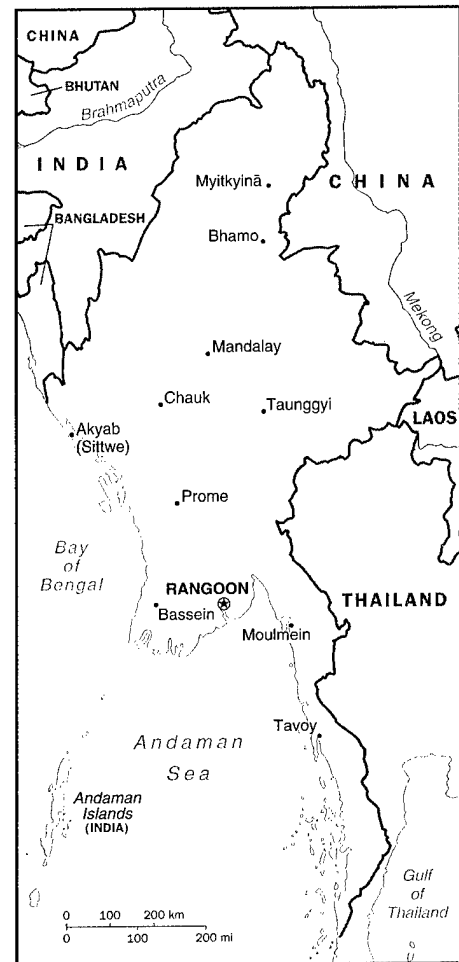 CHINA
BHUTAN
Brahmaputra
INDIA
CHINA
Myitkyinā
BANGLADESH
Bhamo
Mekong
Mandalay
Chauk
Taunggyi
LAOS
Akyab
(Sittwe)
Prome
Bay
of
Bengal
RANGOON
THAILAND
Bassein
Moulmein
Tavoy
Andaman
Sea
Andaman
Islands
(INDIA)
Gulf
of
Thailand
0 100 200 km
0 100 200 mi